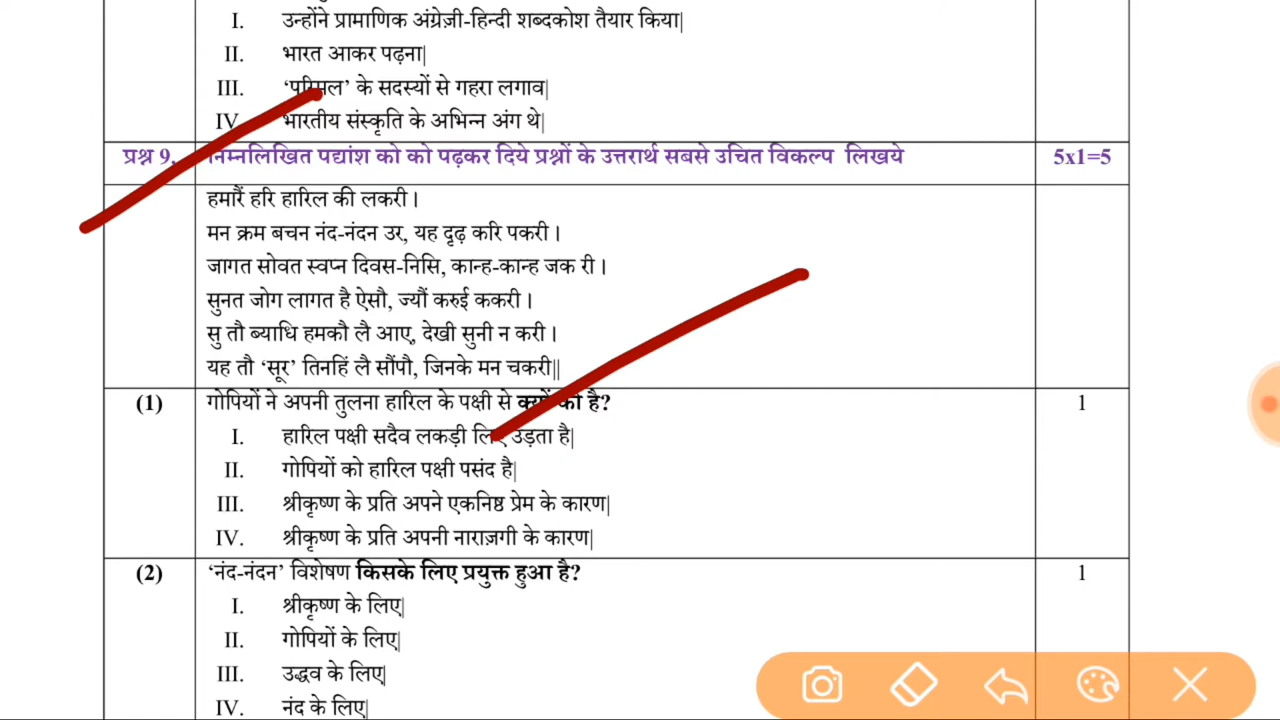 I. उन्होंने प्रामाणिक अंग्रेज़ी-हिन्दी शब्दकोश तैयार किया|
II. भारत आकर पढ़ना|
III. ‘परिमल’ के सदस्यों से गहरा लगाव|
IV. भारतीय संस्कृति के अभिन्न अंग थे|
प्रश्न 9. निम्नलिखित पद्यांश को को पढ़कर दिये प्रश्नों के उत्तरार्थ सबसे उचित विकल्प लिखये 5x1=5
हमारैं हरि हारिल की लकरी।
मन क्रम बचन नंद-नंदन उर, यह दृढ़ करि पकरी।
जागत सोवत स्वप्न दिवस-निसि, कान्ह-कान्ह जक री।
सुनत जोग लागत है ऐसौ, ज्यौं करुई ककरी।
सु तौ ब्याधि हमकौ लै आए, देखी सुनी न करी।
यह तौ ‘सूर’ तिनहिं लै सौंपौ, जिनके मन चकरी||
(1) गोपियों ने अपनी तुलना हारिल के पक्षी से क्यों की है? 1
I. हारिल पक्षी सदैव लकड़ी लिए उड़ता है|
II. गोपियों को हारिल पक्षी पसंद है|
III. श्रीकृष्ण के प्रति अपने एकनिष्ठ प्रेम के कारण|
IV. श्रीकृष्ण के प्रति अपनी नाराज़गी के कारण|
(2) ‘नंद-नंदन’ विशेषण किसके लिए प्रयुक्त हुआ है? 1
I. श्रीकृष्ण के लिए|
II. गोपियों के लिए|
III. उद्धव के लिए|
IV. नंद के लिए|